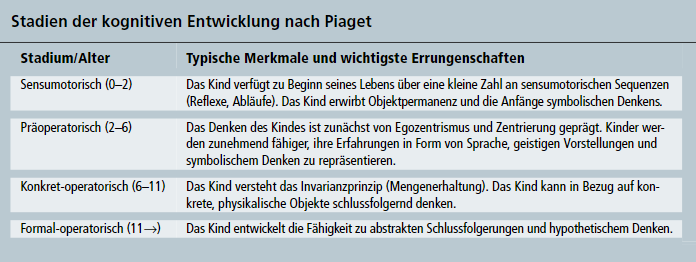 Stadien der kognitiven Entwicklung nach Piaget
Stadium/Alter Typische Merkmale und wichtigste Errungenschaften
Sensumotorisch (0–2) Das Kind verfügt zu Beginn seines Lebens über eine kleine Zahl an sensumotorischen Sequenzen
(Reflexe, Abläufe). Das Kind erwirbt Objektpermanenz und die Anfänge symbolischen Denkens.
Präoperatorisch (2–6) Das Denken des Kindes ist zunächst von Egozentrismus und Zentrierung geprägt. Kinder wer-
den zunehmend fähiger, ihre Erfahrungen in Form von Sprache, geistigen Vorstellungen und
symbolischem Denken zu repräsentieren.
Konkret-operatorisch (6–11) Das Kind versteht das Invarianzprinzip (Mengenerhaltung). Das Kind kann in Bezug auf kon-
krete, physikalische Objekte schlussfolgernd denken.
Formal-operatorisch (11→) Das Kind entwickelt die Fähigkeit zu abstrakten Schlussfolgerungen und hypothetischem Denken.